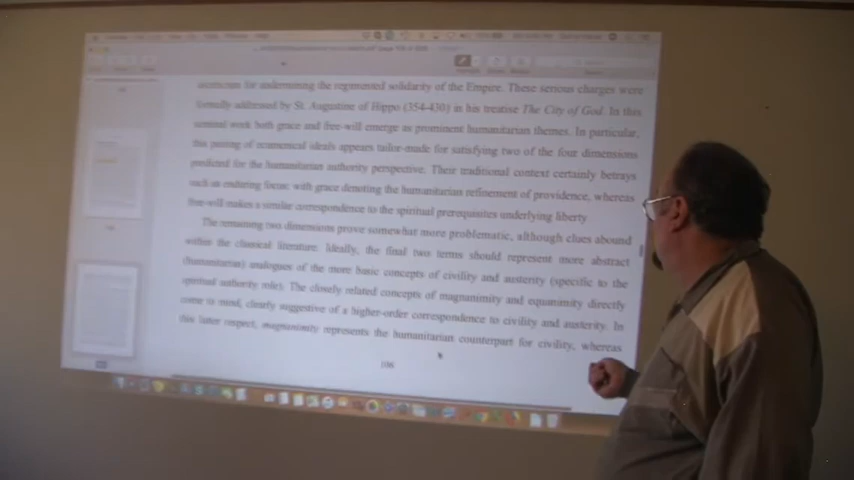 asceticism for undermining the regimented solidarity of the Empire. These serious charges were
formally addressed by St. Augustine of Hippo (354-430) in his treatise The City of God. In this
seminal work both grace and free-will emerge as prominent humanitarian themes. In particular,
this pairing of ecumenical ideals appears tailor-made for satisfying two of the four dimensions
predicted for the humanitarian authority perspective. Their traditional context certainly betrays
such an enduring focus; with grace denoting the humanitarian refinement of providence, whereas
free-will makes a similar correspondence to the spiritual prerequisites underlying liberty
The remaining two dimensions prove somewhat more problematic, although clues abound
within the classical literature. Ideally, the final two terms should represent more abstract
(humanitarian) analogues of the more basic concepts of civility and austerity (specific to the
spiritual authority role). The closely related concepts of magnanimity and equanimity directly
come to mind, clearly suggestive of a higher-order correspondence to civility and austerity. In
this latter respect, magnanimity represents the humanitarian counterpart for civility, whereas
106